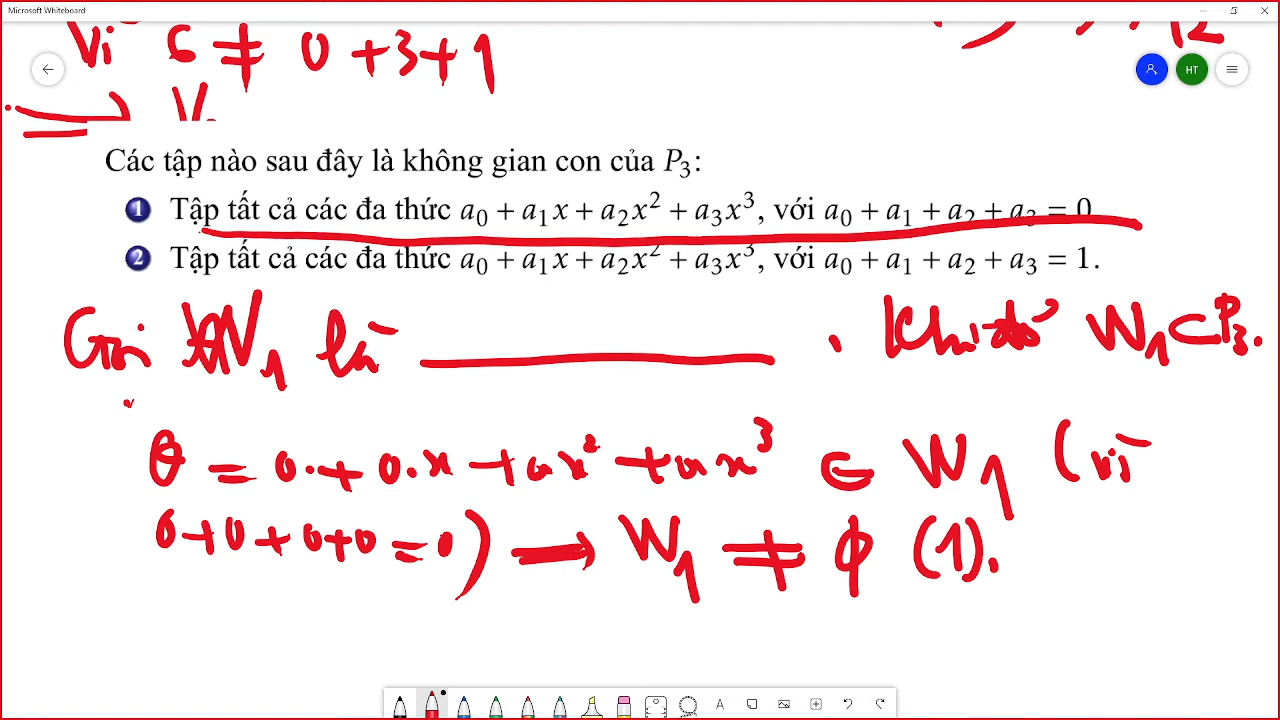 Microsoft Whiteboard
Vì 6 ≠ 0 + 3 + 1
HT
Các tập nào sau đây là không gian con của P₃:
1 Tập tất cả các đa thức a₀ + a₁x + a₂x² + a₃x³, với a₀ + a₁ + a₂ + a₃ = 0
2 Tập tất cả các đa thức a₀ + a₁x + a₂x² + a₃x³, với a₀ + a₁ + a₂ + a₃ = 1.
Gọi W₁ là . Khi đó W₁ ⊂ P₃.
θ = 0 + 0.x + 0x² + 0x³ ∈ W₁ (vì
0+0+0+0=0) → W₁ ≠ ϕ (1).
A